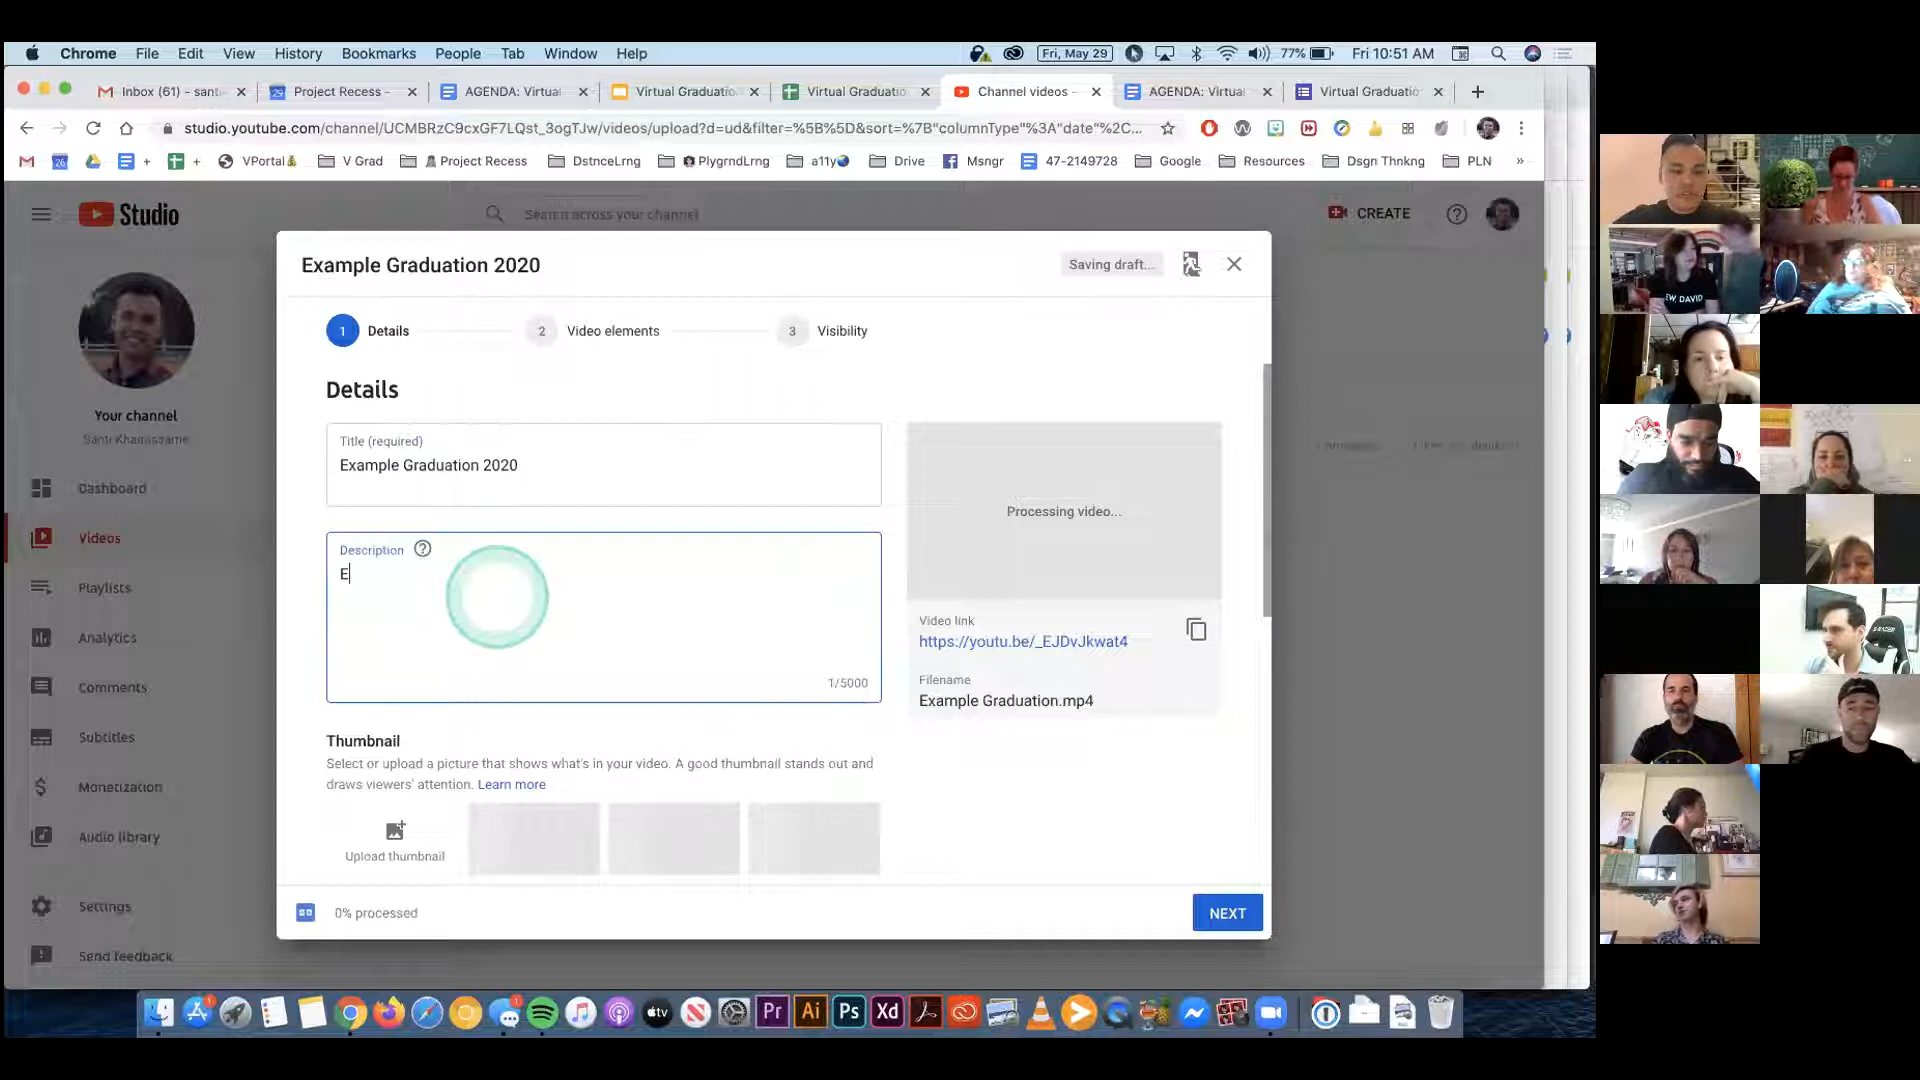 Chrome File Edit View History Bookmarks People Tab Window Help Fri, May 29 77% Fri 10:51 AM
Inbox (61) - sant Project Recess - AGENDA: Virtual Virtual Graduatio Virtual Graduatio Channel videos - AGENDA: Virtual Virtual Graduatio
studio.youtube.com/channel/UCMBRzC9cxGF7LQst_3ogTJw/videos/upload?d=ud&filter=%5B%5D&sort=%7B"columnType"%3A"date"%2C...
VPortal V Grad Project Recess DstnceLrng PlygrndLrng a11y Drive Msngr 47-2149728 Google Resources Dsgn Thnkng PLN »
Studio
Search across your channel
CREATE
Example Graduation 2020
Saving draft...
1 Details 2 Video elements 3 Visibility
Details
Title (required)
Example Graduation 2020
Description
E
1/5000
Processing video...
Video link
https://youtu.be/_EJDvJkwat4
Filename
Example Graduation.mp4
Thumbnail
Select or upload a picture that shows what's in your video. A good thumbnail stands out and
draws viewers' attention. Learn more
Upload thumbnail
0% processed
NEXT
Your channel
Dashboard
Videos
Playlists
Analytics
Comments
Subtitles
Monetization
Audio library
Settings
Send feedback
tv Pr Ai Ps Xd
EW, DAVID